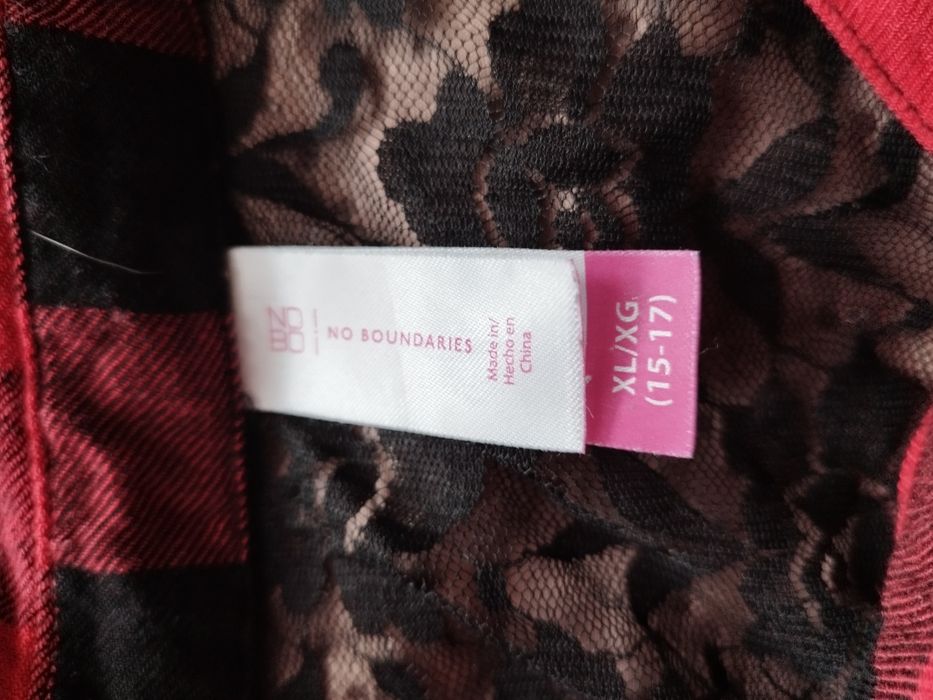 NO
BO
NO BOUNDARIES
Made in/
Hecho en
China
XL/XG
(15-17)